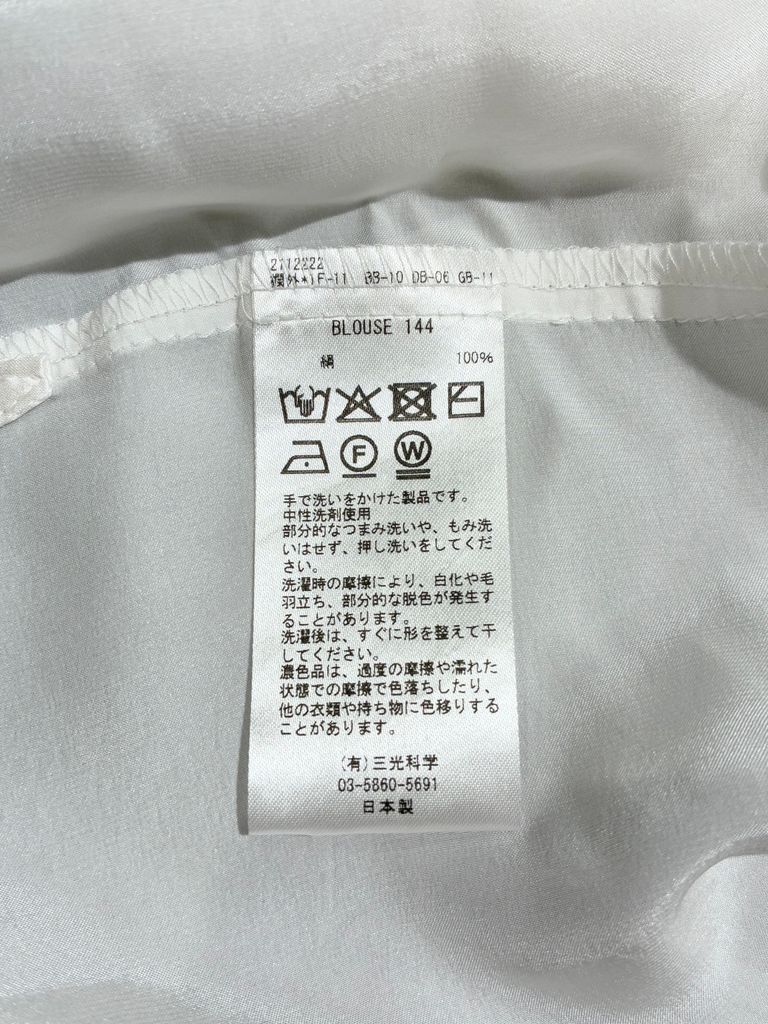 2112222
外*1F-11 BB-10 DB-06 GB-11
BLOUSE 144
絹 100%
F W
手で洗いをかけた製品です。
中性洗剤使用
部分的なつまみ洗いや、もみ洗
いはせず、押し洗いをしてくだ
さい。
洗濯時の摩擦により、白化や毛
羽立ち、部分的な脱色が発生す
ることがあります。
洗濯後は、すぐに形を整えて干
してください。
濃色品は、過度の摩擦や濡れた
状態での摩擦で色落ちしたり、
他の衣類や持ち物に色移りする
ことがあります。
(有)三光科学
03-5860-5691
日本製